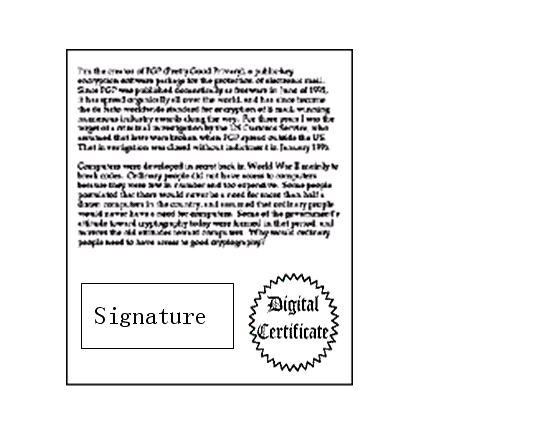 I'm the creator of PGP (Pretty Good Privacy), a public-key
encryption software package for the protection of electronic mail.
Since PGP was published domestically as freeware in June of 1991,
it has spread organically all over the world, and has since become
the de facto worldwide standard for encryption of E-mail, winning
numerous industry awards along the way. For three years I was the
target of a criminal investigation by the US Customs Service, who
assumed that laws were broken when PGP spread outside the US.
That investigation was closed without indictment in January 1996.
Computers were developed in secret back in World War II mainly to
break codes. Ordinary people did not have access to computers,
because they were few in number and too expensive. Some people
postulated that there would never be a need for more than half a
dozen computers in the country, and assumed that ordinary people
would never have a need for computers. Some of the government's
attitude toward cryptography today were formed in that period, and
the old attitudes toward computers. Why would ordinary
people need to have access to good cryptography?
Signature
Digital
Certificate